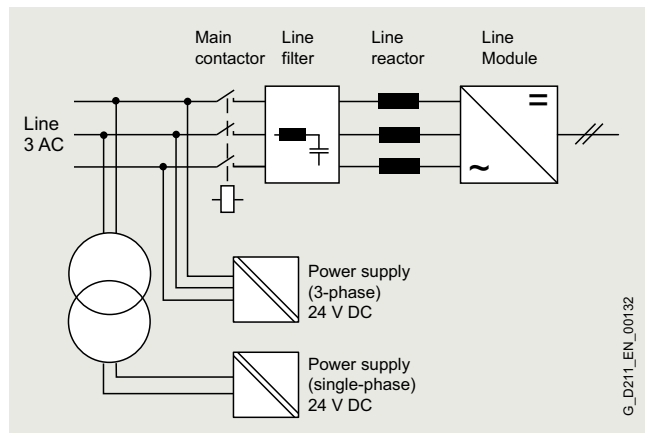 Main
contactor
Line
filter
Line
reactor
Line
Module
Line
3 AC
=
~
Power supply
(3-phase)
24 V DC
Power supply
(single-phase)
24 V DC
G_D211_EN_00132